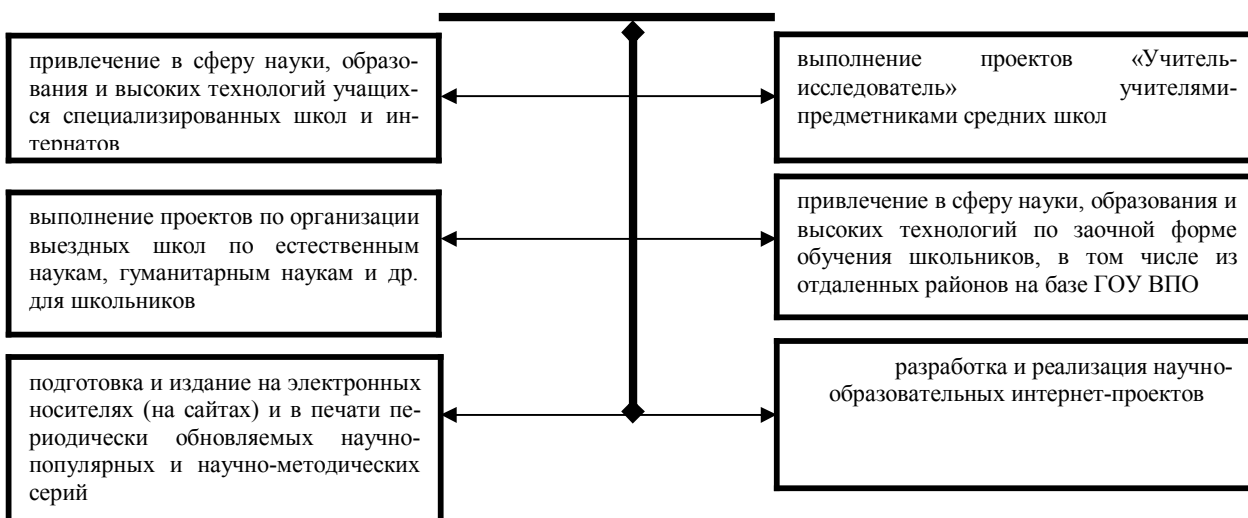 привлечение в сферу науки, образо-
вания и высоких технологий учащих-
ся специализированных школ и ин-
тернатов
выполнение проектов «Учитель-
исследователь» учителями-
предметниками средних школ
выполнение проектов по организации
выездных школ по естественным
наукам, гуманитарным наукам и др.
для школьников
привлечение в сферу науки, образования и
высоких технологий по заочной форме
обучения школьников, в том числе из
отдаленных районов на базе ГОУ ВПО
подготовка и издание на электронных
носителях (на сайтах) и в печати пе-
риодически обновляемых научно-
популярных и научно-методических
серий
разработка и реализация научно-
образовательных интернет-проектов